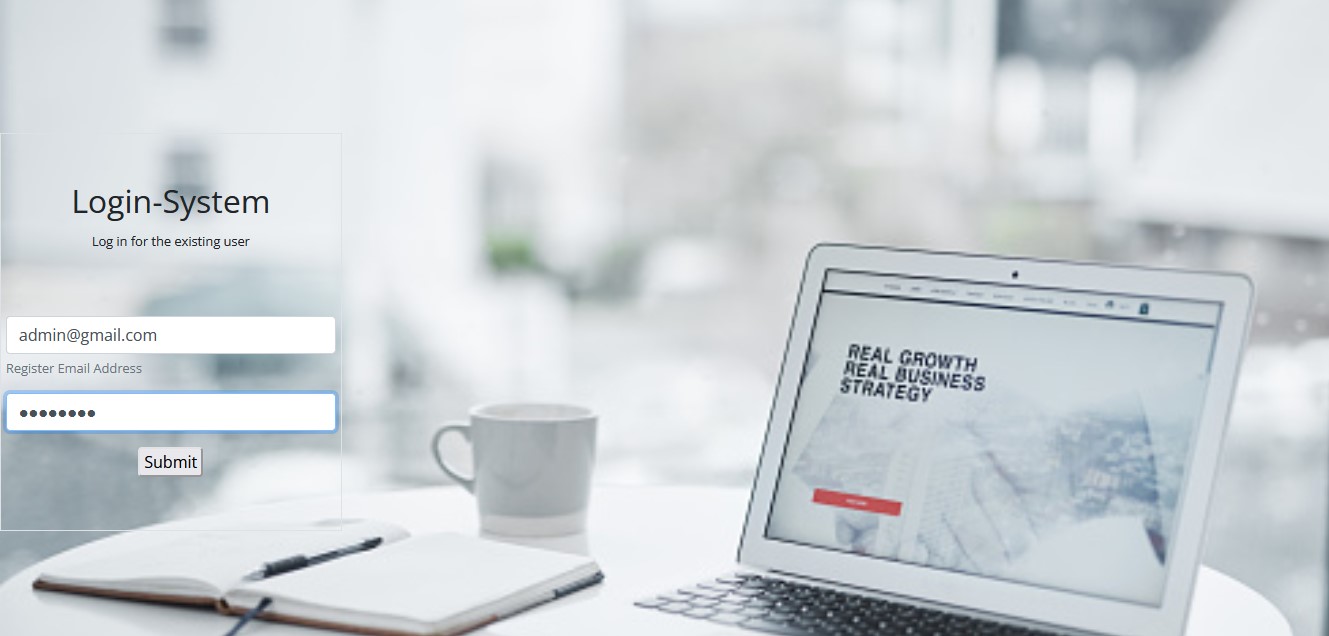 Login-System
Log in for the existing user
admin@gmail.com
Register Email Address
••••••••
Submit
REAL GROWTH
REAL BUSINESS
STRATEGY